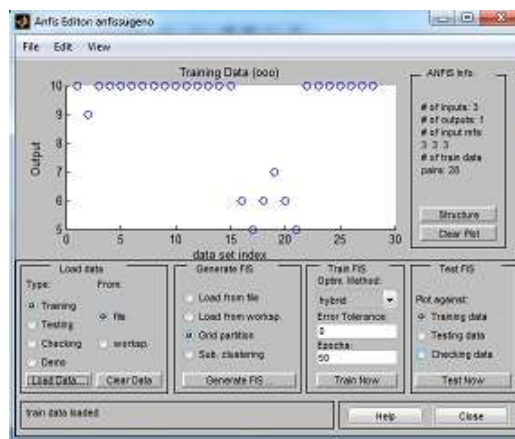 Anfis Editor: anfissugeno
File Edit View
Training Data (ooo)
Output
10
9
8
7
6
5
0 5 10 15 20 25 30
data set index
ANFIS Info.
# of inputs: 3
# of outputs: 1
# of input mfs:
3 3 3
# of train data
pairs: 28
Structure
Clear Plot
Load data
Type: From:
Training
Testing
Checking
Demo
file
worksp.
Load Data... Clear Data
Generate FIS
Load from file
Load from worksp.
Grid partition
Sub. clustering
Generate FIS ...
Train FIS
Optim. Method:
hybrid
Error Tolerance:
0
Epochs:
50
Train Now
Test FIS
Plot against:
Training data
Testing data
Checking data
Test Now
train data loaded
Help Close